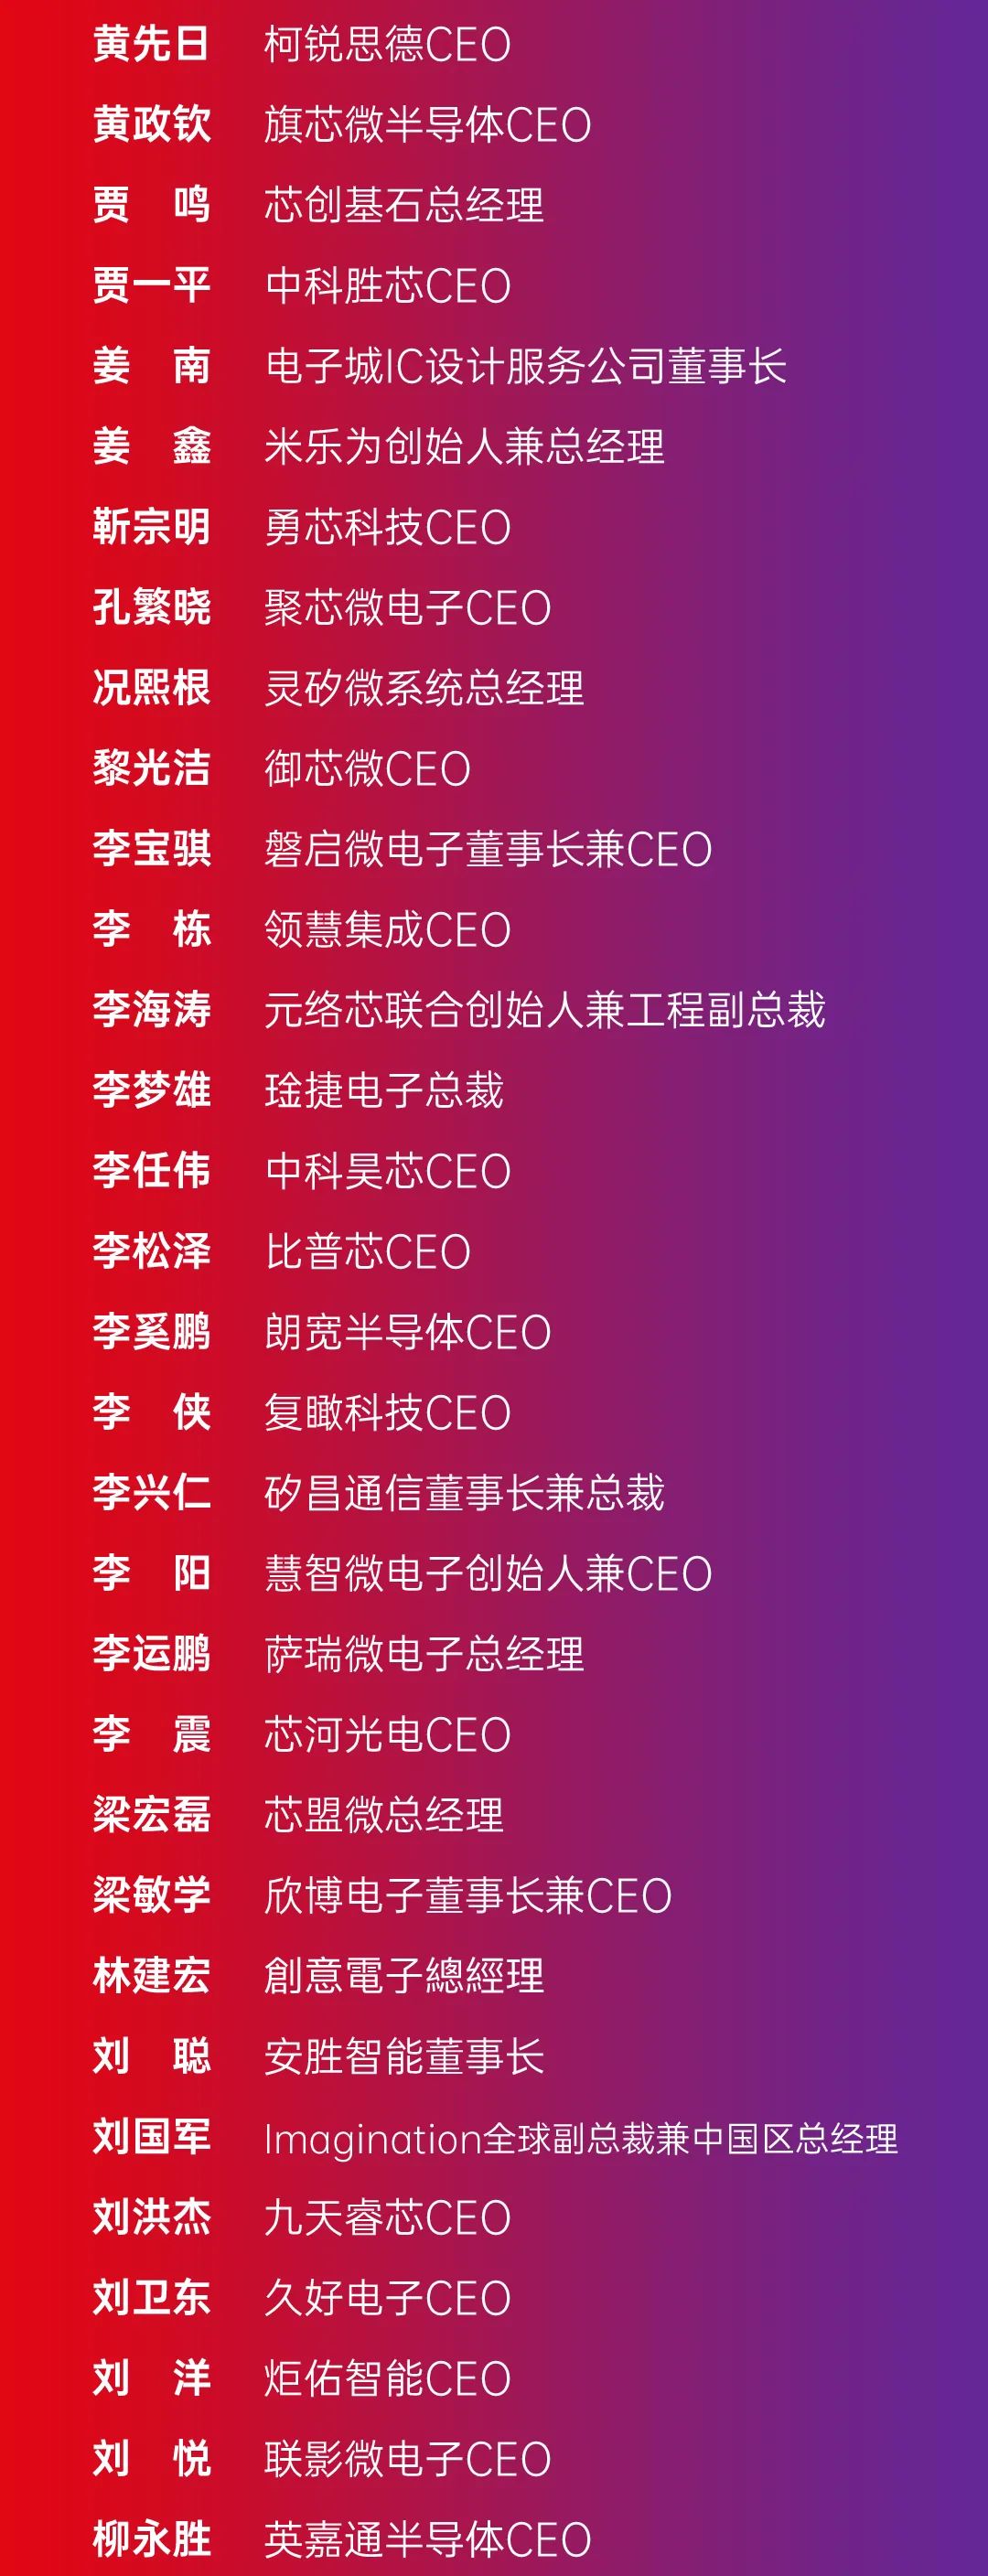 黄先日 柯锐思德CEO
黄政钦 旗芯微半导体CEO
贾　鸣 芯创基石总经理
贾一平 中科胜芯CEO
姜　南 电子城IC设计服务公司董事长
姜　鑫 米乐为创始人兼总经理
靳宗明 勇芯科技CEO
孔繁晓 聚芯微电子CEO
况熙根 灵矽微系统总经理
黎光洁 御芯微CEO
李宝骐 磐启微电子董事长兼CEO
李　栋 领慧集成CEO
李海涛 元络芯联合创始人兼工程副总裁
李梦雄 琻捷电子总裁
李任伟 中科昊芯CEO
李松泽 比普芯CEO
李奚鹏 朗宽半导体CEO
李　侠 复瞰科技CEO
李兴仁 矽昌通信董事长兼总裁
李　阳 慧智微电子创始人兼CEO
李运鹏 萨瑞微电子总经理
李　震 芯河光电CEO
梁宏磊 芯盟微总经理
梁敏学 欣博电子董事长兼CEO
林建宏 創意電子總經理
刘　聪 安胜智能董事长
刘国军 Imagination全球副总裁兼中国区总经理
刘洪杰 九天睿芯CEO
刘卫东 久好电子CEO
刘　洋 炬佑智能CEO
刘　悦 联影微电子CEO
柳永胜 英嘉通半导体CEO